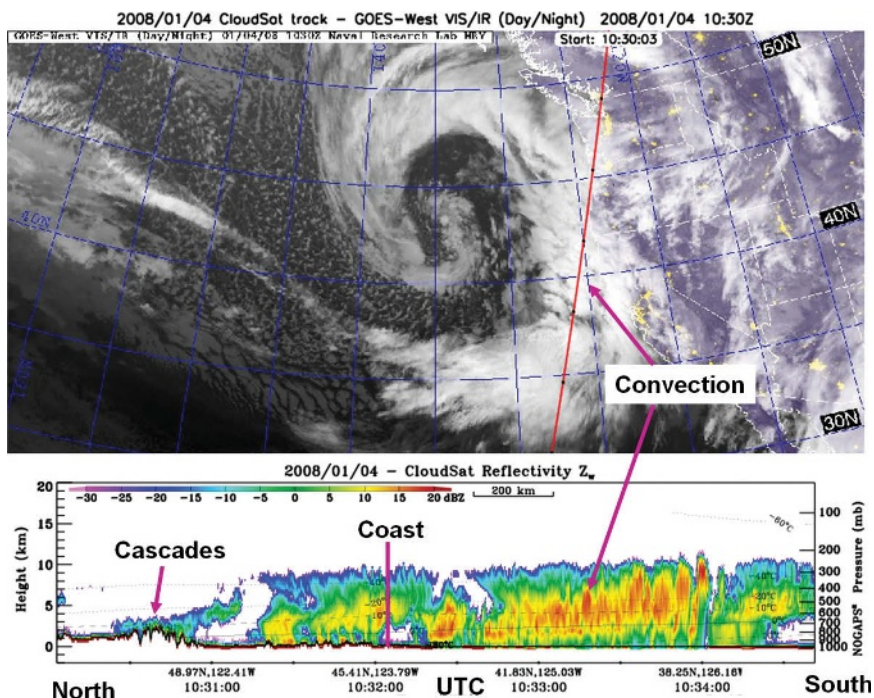 2008/01/04 CloudSat track - GOES-West VIS/IR (Day/Night) 2008/01/04 10:30Z
GOES-West VIS/IR (Day/Night) 01/04/08 1030Z Naval Research Lab MRY
Start: 10:30:03
50N
40N
40N
30N
Convection
2008/01/04 - CloudSat Reflectivity Zw
-30 -25 -20 -15 -10 -5 0 5 10 15 20 dBZ
200 km
Height (km)
20
15
10
5
0
Cascades
Coast
-60°C
-40°C
-20°C
-10°C
-40°C
-20°C
-10°C
100
200
300
400
500
600
700
800
1000
NOGAPS* Pressure (mb)
48.97N,122.41W 45.41N,123.79W 41.83N,125.03W 38.25N,126.16W
10:31:00 10:32:00 10:33:00 10:34:00
North UTC South